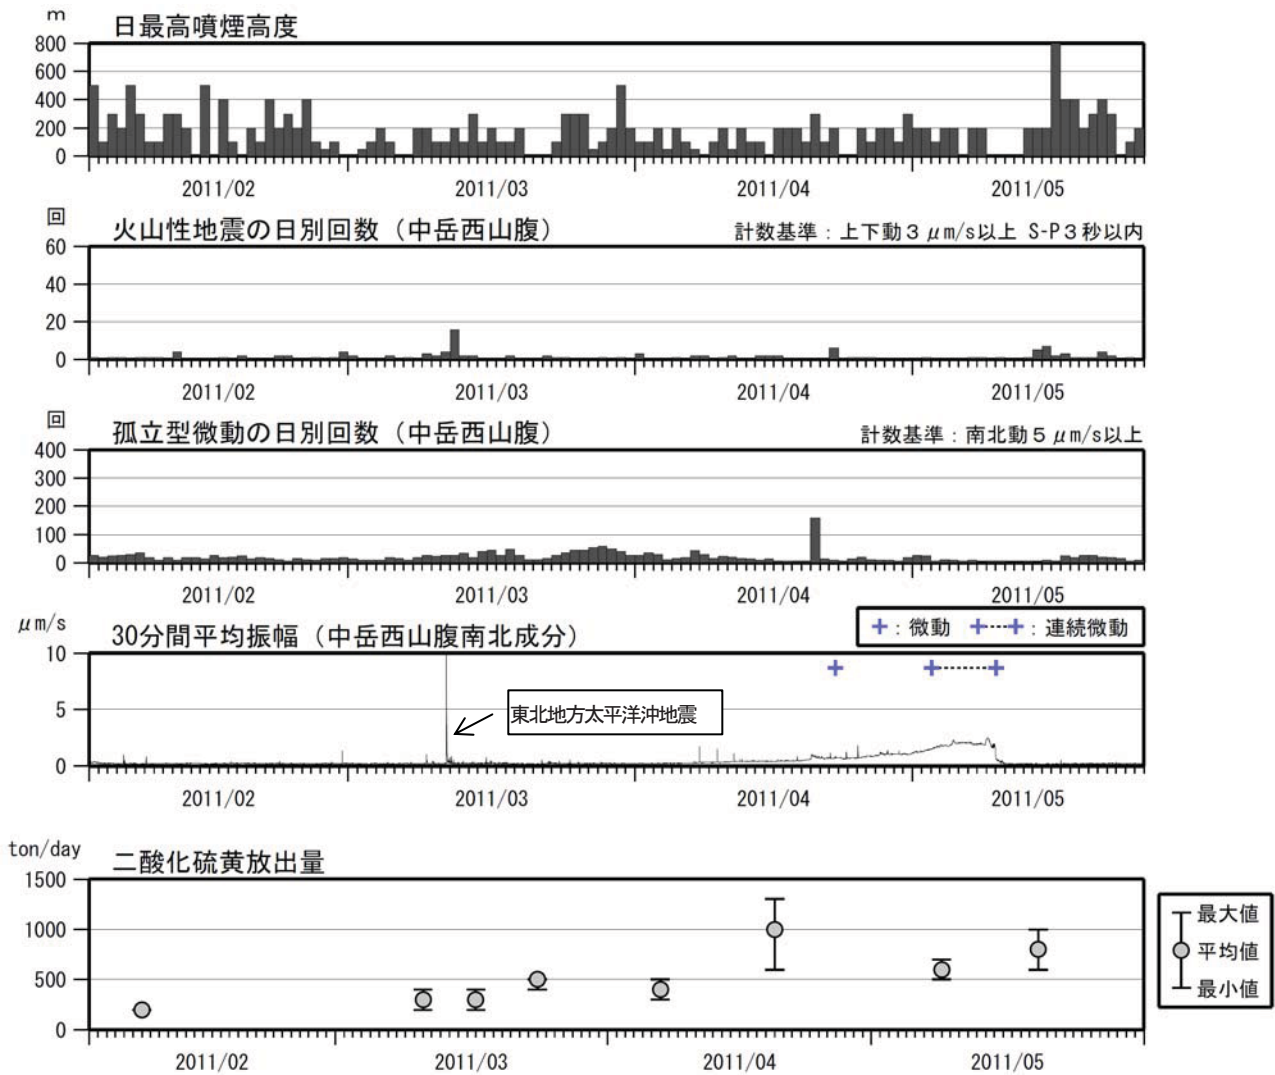 m
日最高噴煙高度
800
600
400
200
0
2011/02 2011/03 2011/04 2011/05
回
火山性地震の日別回数（中岳西山腹） 計数基準：上下動３μm/s以上 S-P３秒以内
60
40
20
0
2011/02 2011/03 2011/04 2011/05
回
孤立型微動の日別回数（中岳西山腹） 計数基準：南北動５μm/s以上
400
300
200
100
0
2011/02 2011/03 2011/04 2011/05
μm/s
30分間平均振幅（中岳西山腹南北成分） ＋：微動 ＋---＋：連続微動
10
5
0
東北地方太平洋沖地震
2011/02 2011/03 2011/04 2011/05
ton/day
二酸化硫黄放出量
1500
1000
500
0
最大値
平均値
最小値
2011/02 2011/03 2011/04 2011/05